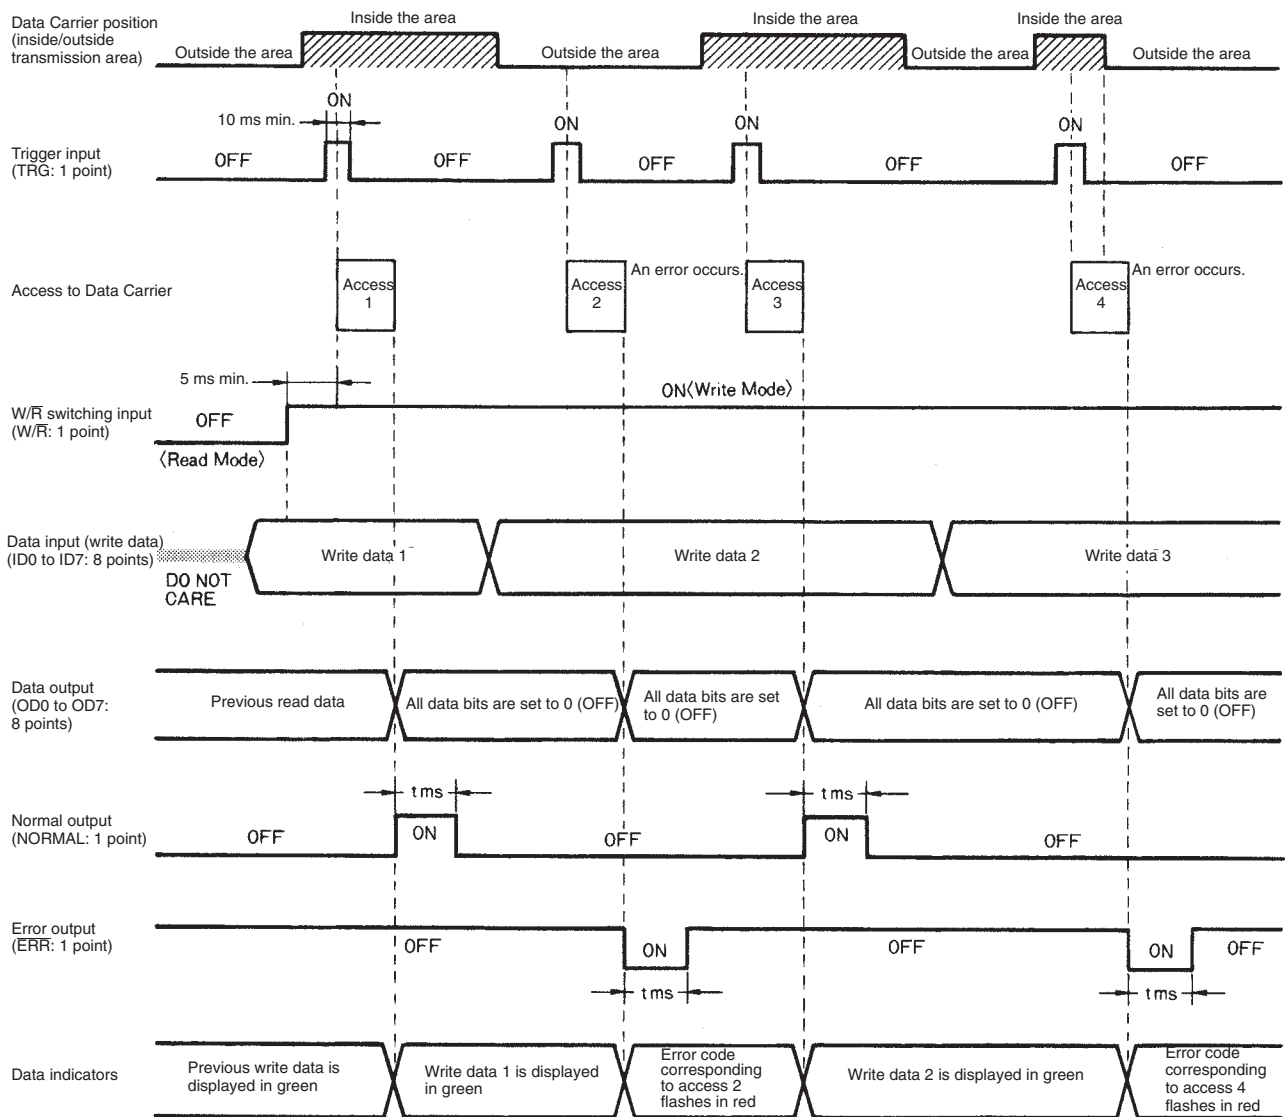 Data Carrier position
(inside/outside
transmission area)
Inside the area
Inside the area
Inside the area
Outside the area
Outside the area
Outside the area
Outside the area
ON
10 ms min.
ON
ON
ON
Trigger input
(TRG: 1 point)
OFF
OFF
OFF
OFF
OFF
Access to Data Carrier
Access
1
Access
2
An error occurs.
Access
3
Access
4
An error occurs.
5 ms min.
W/R̅ switching input
(W/R̅: 1 point)
OFF
〈Read Mode〉
ON〈Write Mode〉
Data input (write data)
(ID0 to ID7: 8 points)
DO NOT
CARE
Write data 1
Write data 2
Write data 3
Data output
(OD0 to OD7:
8 points)
Previous read data
All data bits are set to 0 (OFF)
All data bits are set
to 0 (OFF)
All data bits are set to 0 (OFF)
All data bits are
set to 0 (OFF)
Normal output
(NORMAL: 1 point)
t ms
t ms
OFF
ON
OFF
ON
OFF
Error output
(E̅R̅R̅: 1 point)
OFF
ON
OFF
ON
OFF
t ms
t ms
Data indicators
Previous write data is
displayed in green
Write data 1 is displayed
in green
Error code
corresponding
to access 2
flashes in red
Write data 2 is displayed in green
Error code
corresponding
to access 4
flashes in red